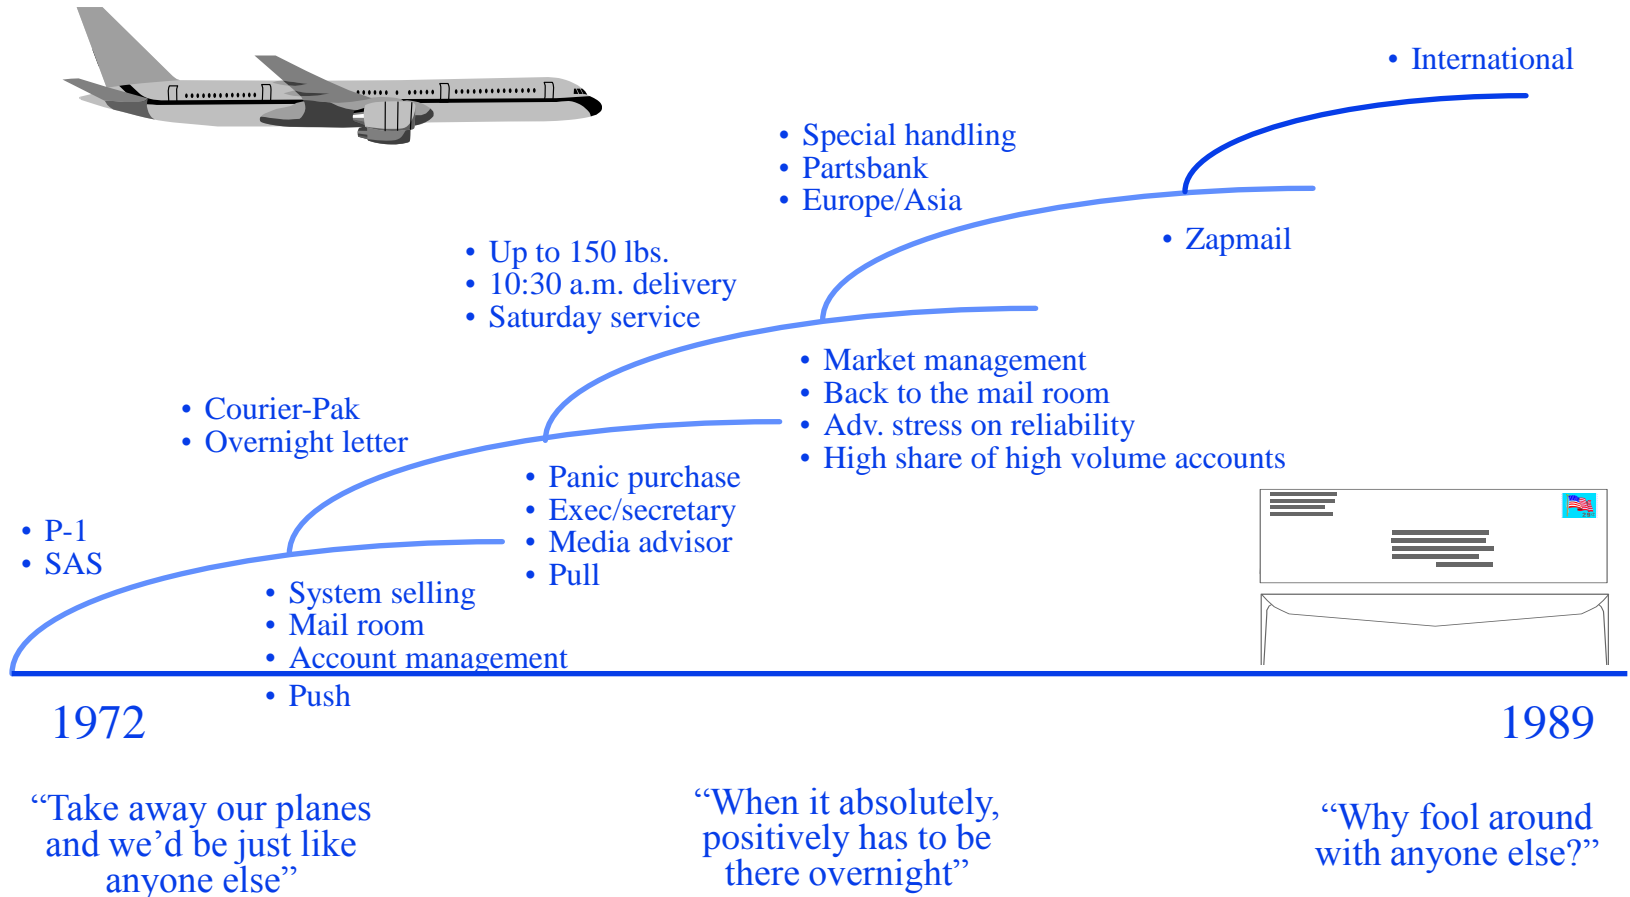 • International
• Special handling
• Partsbank
• Europe/Asia
• Zapmail
• Up to 150 lbs.
• 10:30 a.m. delivery
• Saturday service
• Market management
• Back to the mail room
• Adv. stress on reliability
• High share of high volume accounts
• Courier-Pak
• Overnight letter
• Panic purchase
• Exec/secretary
• Media advisor
• Pull
• P-1
• SAS
• System selling
• Mail room
• Account management
• Push
1972
1989
“Take away our planes
and we’d be just like
anyone else”
“When it absolutely,
positively has to be
there overnight”
“Why fool around
with anyone else?”